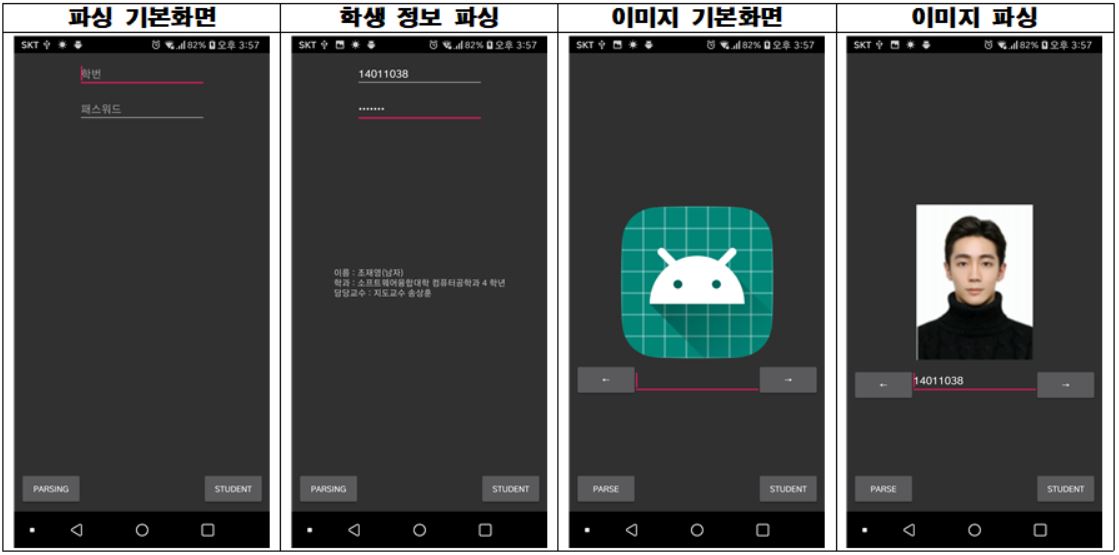 파싱 기본화면
학생 정보 파싱
이미지 기본화면
이미지 파싱
SKT 82% 오후 3:57
학번
패스워드
PARSING STUDENT
SKT 82% 오후 3:57
14011038
•••••••
이름 : 조재영(남자)
학과 : 소프트웨어융합대학 컴퓨터공학과 4 학년
담당교수 : 지도교수 송상훈
PARSING STUDENT
SKT 82% 오후 3:57
← →
PARSE STUDENT
SKT 82% 오후 3:57
← 14011038 →
PARSE STUDENT